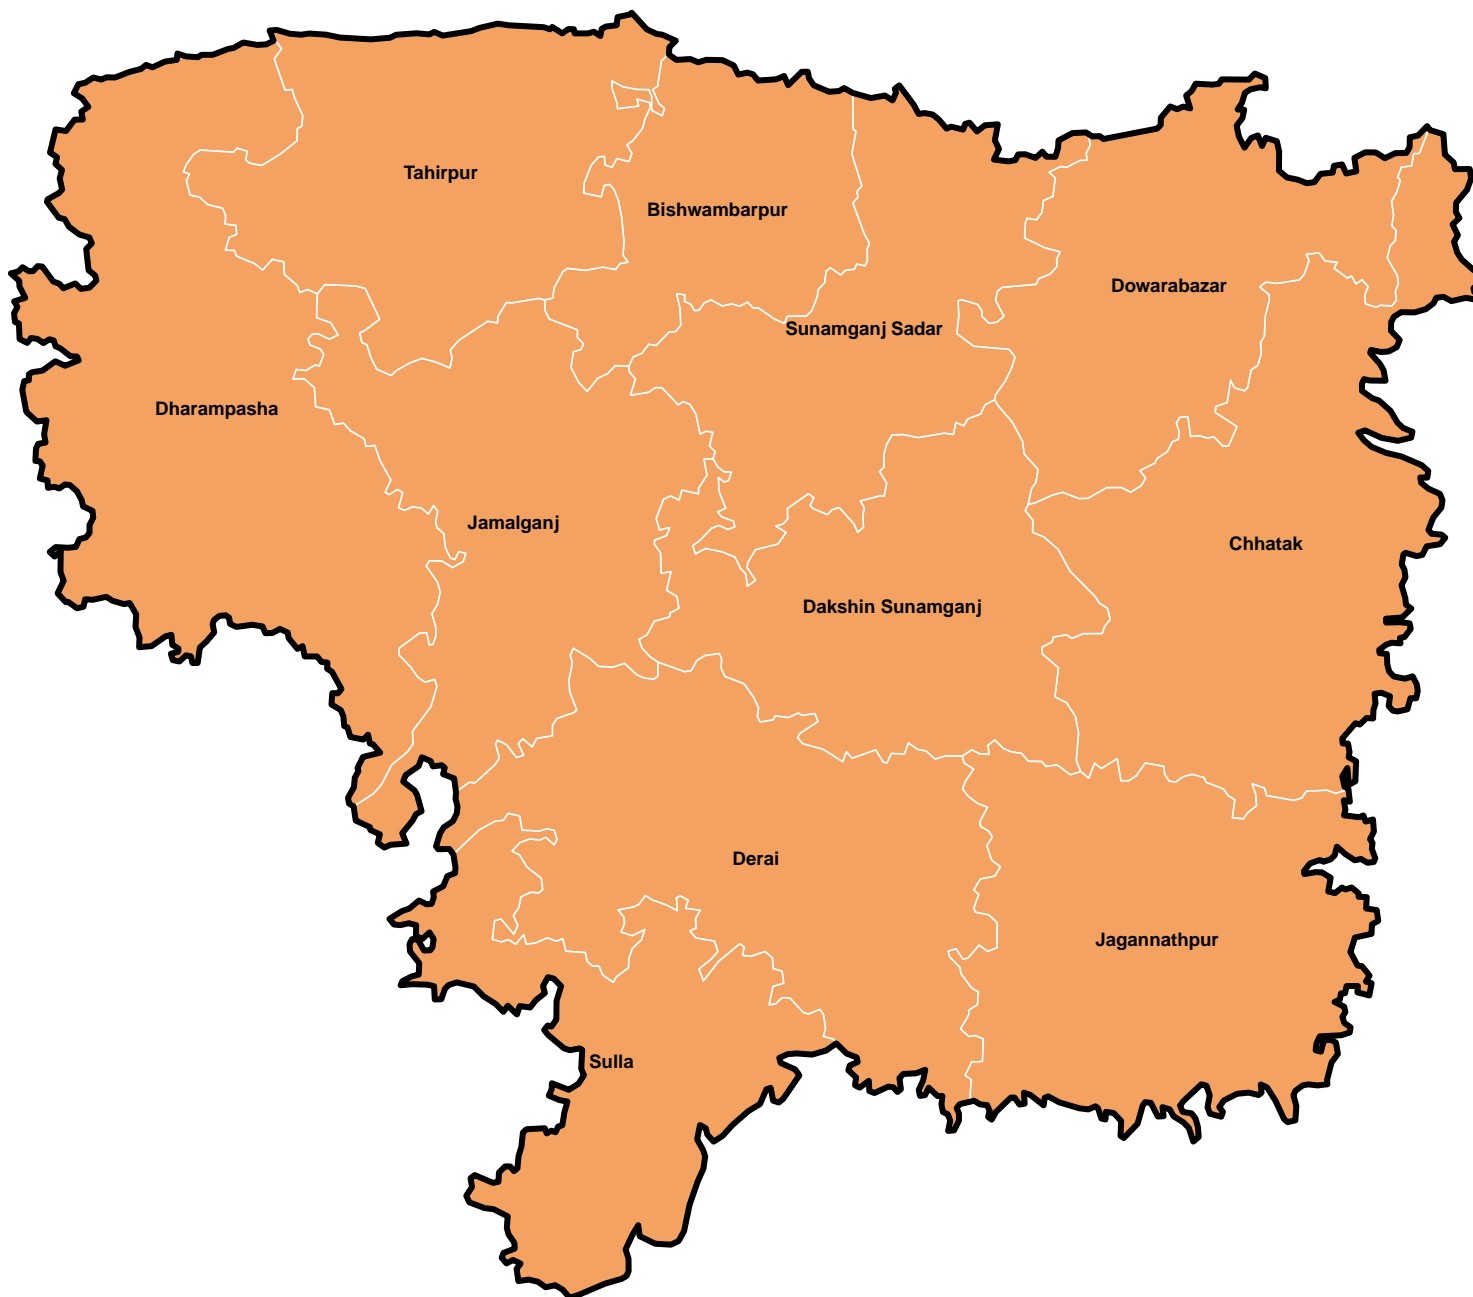 Tahirpur
Bishwambarpur
Dowarabazar
Sunamganj Sadar
Dharampasha
Jamalganj
Chhatak
Dakshin Sunamganj
Derai
Jagannathpur
Sulla